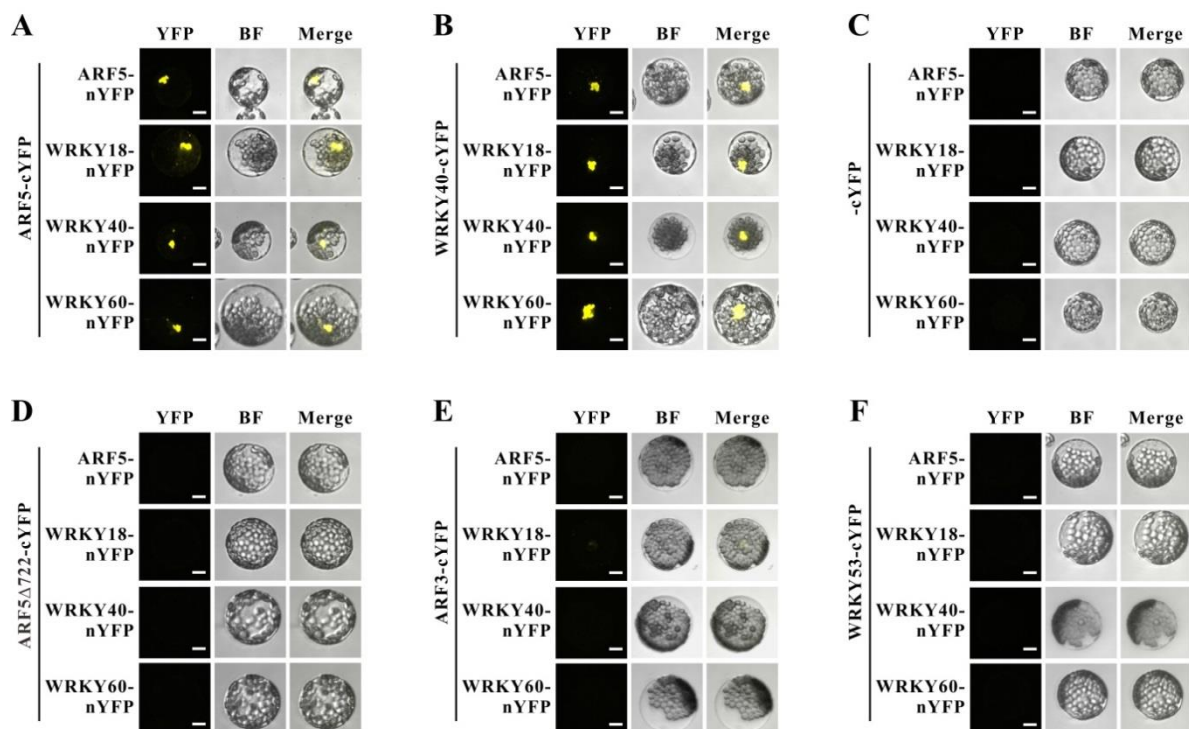 A
YFP BF Merge
ARF5-cYFP
ARF5-
nYFP
WRKY18-
nYFP
WRKY40-
nYFP
WRKY60-
nYFP
B
YFP BF Merge
WRKY40-cYFP
ARF5-
nYFP
WRKY18-
nYFP
WRKY40-
nYFP
WRKY60-
nYFP
C
YFP BF Merge
-cYFP
ARF5-
nYFP
WRKY18-
nYFP
WRKY40-
nYFP
WRKY60-
nYFP
D
YFP BF Merge
ARF5Δ722-cYFP
ARF5-
nYFP
WRKY18-
nYFP
WRKY40-
nYFP
WRKY60-
nYFP
E
YFP BF Merge
ARF3-cYFP
ARF5-
nYFP
WRKY18-
nYFP
WRKY40-
nYFP
WRKY60-
nYFP
F
YFP BF Merge
WRKY53-cYFP
ARF5-
nYFP
WRKY18-
nYFP
WRKY40-
nYFP
WRKY60-
nYFP